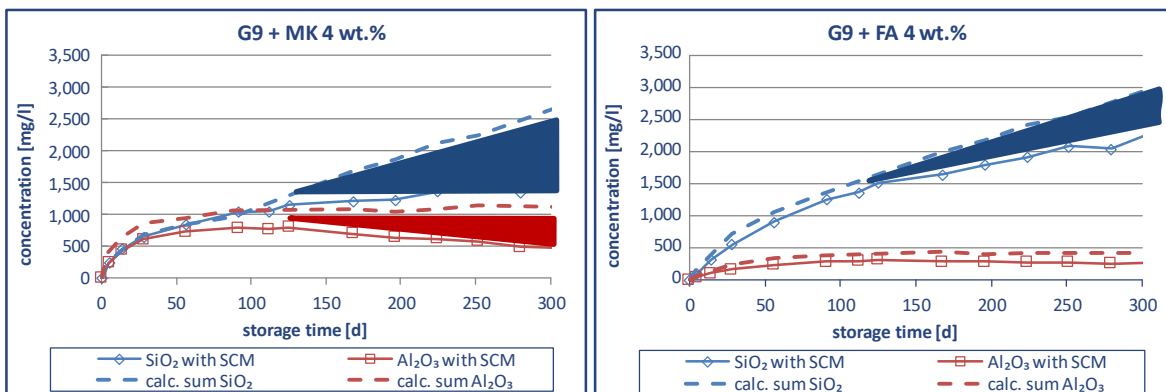 G9 + MK 4 wt.%
3,500
3,000
2,500
2,000
1,500
1,000
500
0
concentration [mg/l]
0 50 100 150 200 250 300
storage time [d]
SiO₂ with SCM
Al₂O₃ with SCM
calc. sum SiO₂
calc. sum Al₂O₃
G9 + FA 4 wt.%
3,500
3,000
2,500
2,000
1,500
1,000
500
0
concentration [mg/l]
0 50 100 150 200 250 300
storage time [d]
SiO₂ with SCM
Al₂O₃ with SCM
calc. sum SiO₂
calc. sum Al₂O₃